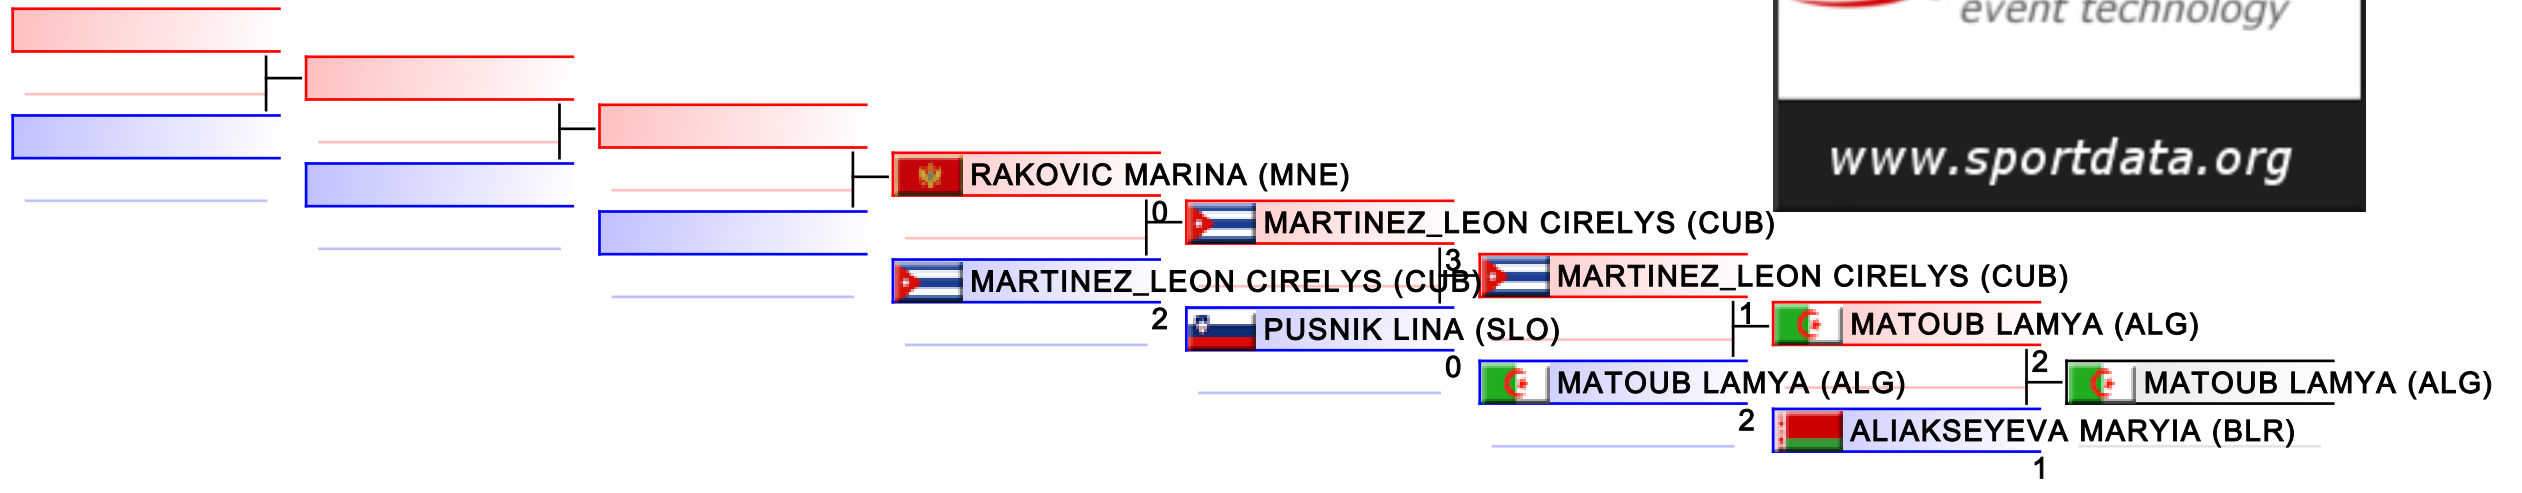 event technology
www.sportdata.org
RAKOVIC MARINA (MNE)
0
MARTINEZ_LEON CIRELYS (CUB)
3
MARTINEZ_LEON CIRELYS (CUB)
MARTINEZ_LEON CIRELYS (CUB)
2
1
PUSNIK LINA (SLO)
MATOUB LAMYA (ALG)
0
2
MATOUB LAMYA (ALG)
MATOUB LAMYA (ALG)
2
ALIAKSEYEVA MARYIA (BLR)
1